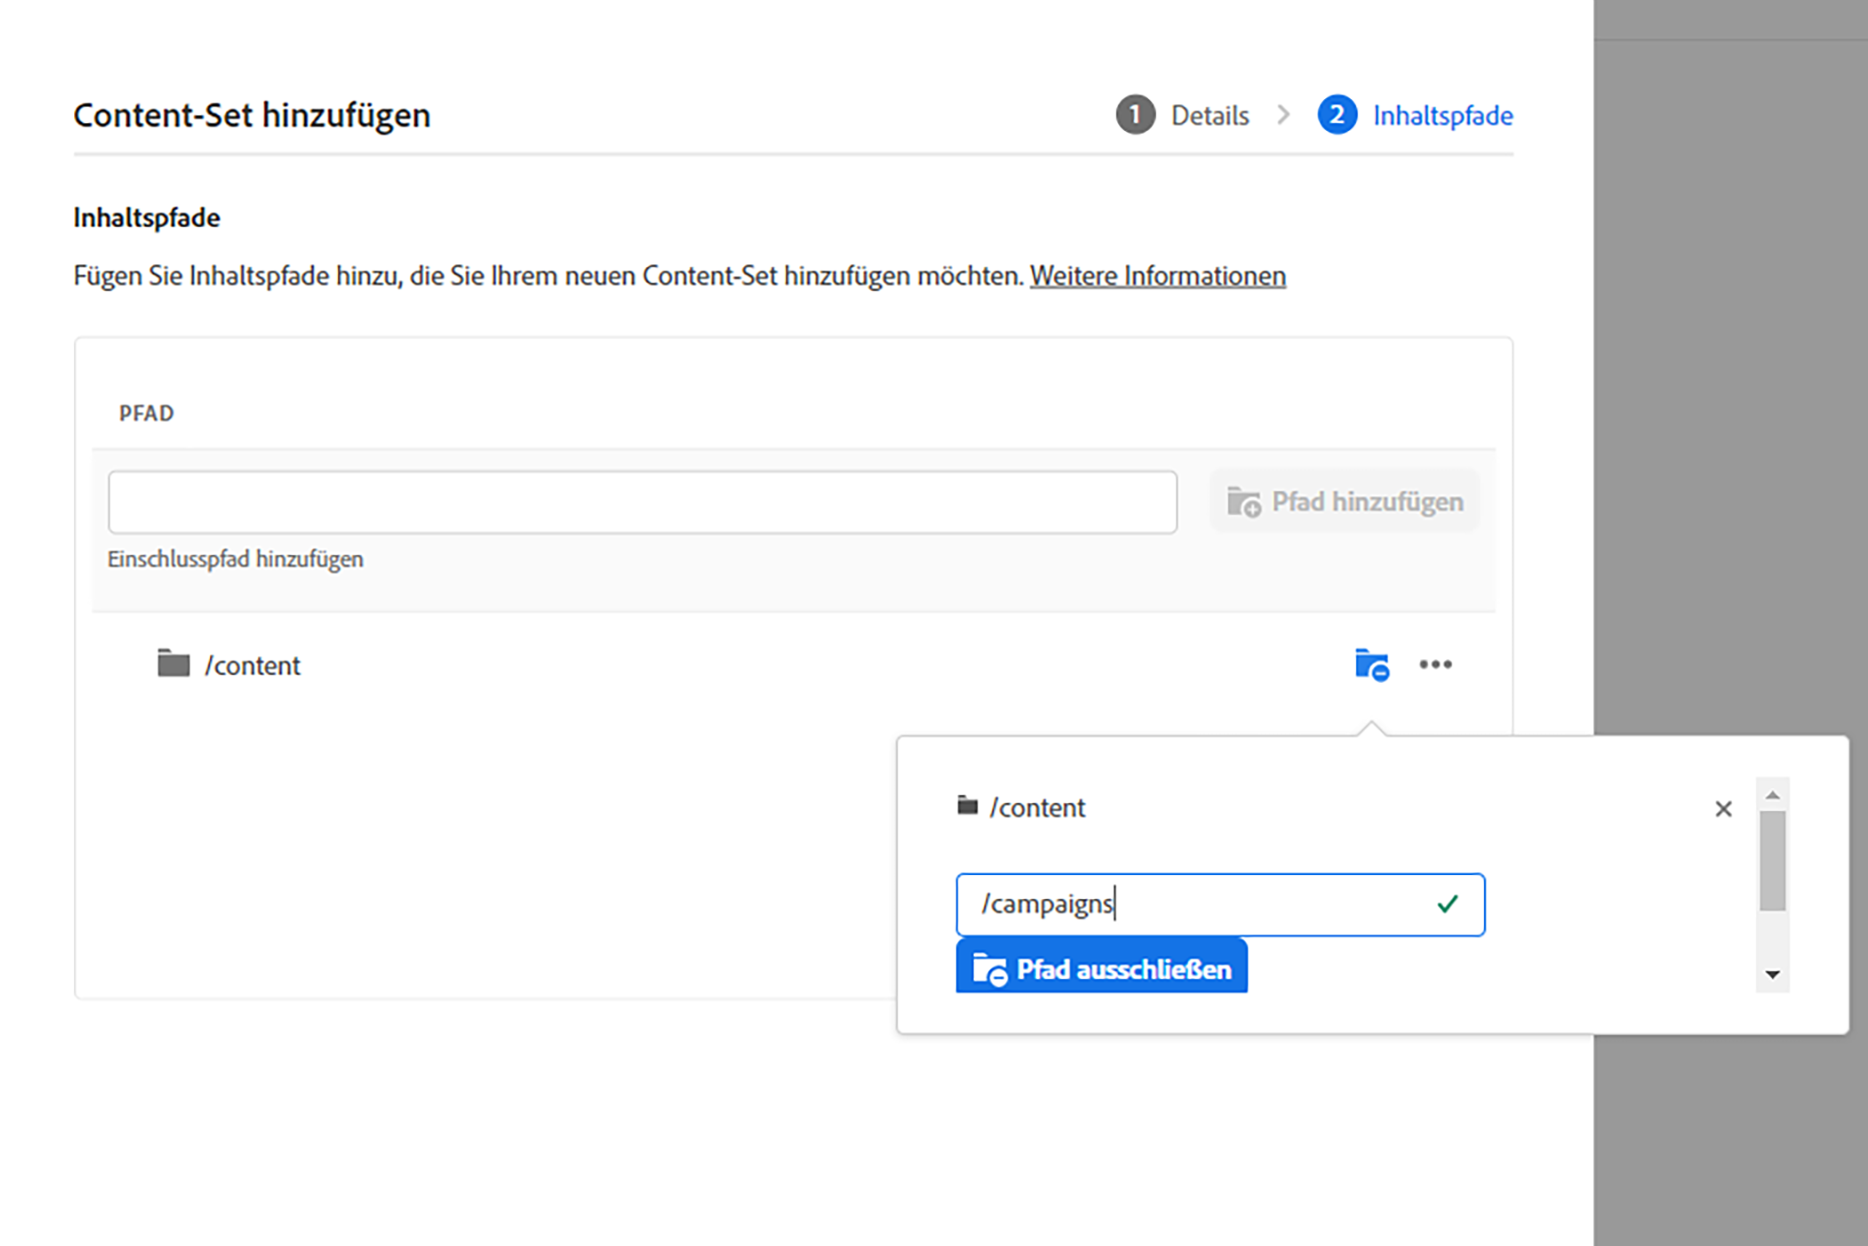 Content-Set hinzufügen
1 Details > 2 Inhaltspfade
Inhaltspfade
Fügen Sie Inhaltspfade hinzu, die Sie Ihrem neuen Content-Set hinzufügen möchten. Weitere Informationen
PFAD
Pfad hinzufügen
Einschlusspfad hinzufügen
/content
/content
/campaigns
Pfad ausschließen